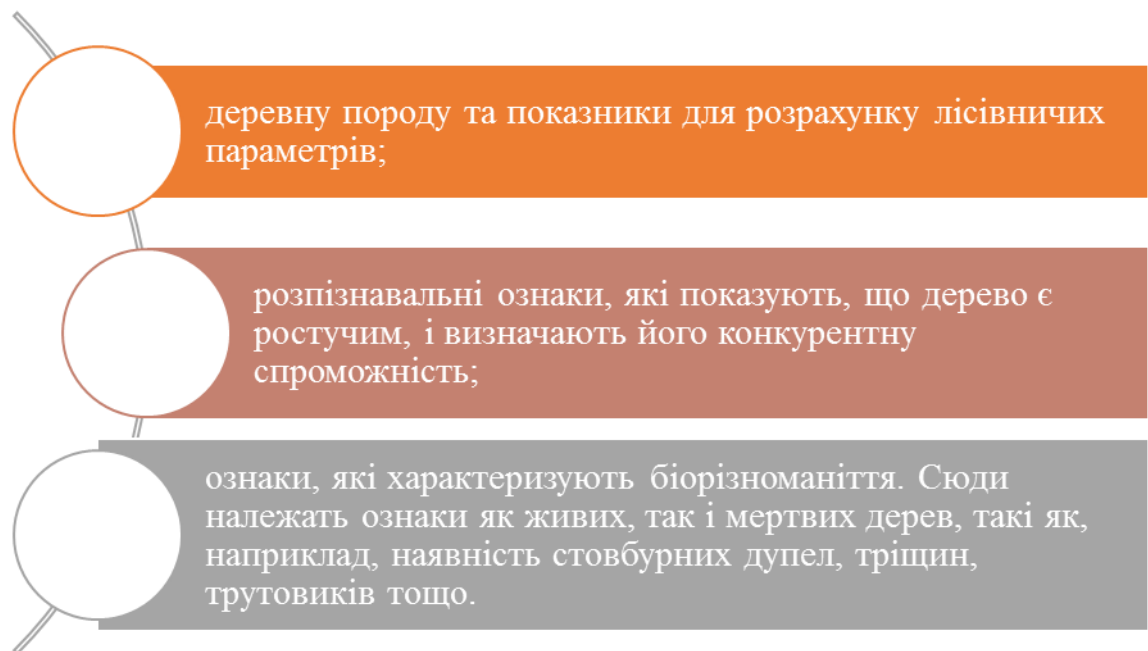 деревну породу та показники для розрахунку лісівничих
параметрів;
розпізнавальні ознаки, які показують, що дерево є
ростучим, і визначають його конкурентну
спроможність;
ознаки, які характеризують біорізноманіття. Сюди
належать ознаки як живих, так і мертвих дерев, такі як,
наприклад, наявність стовбурних дупел, тріщин,
трутовиків тощо.